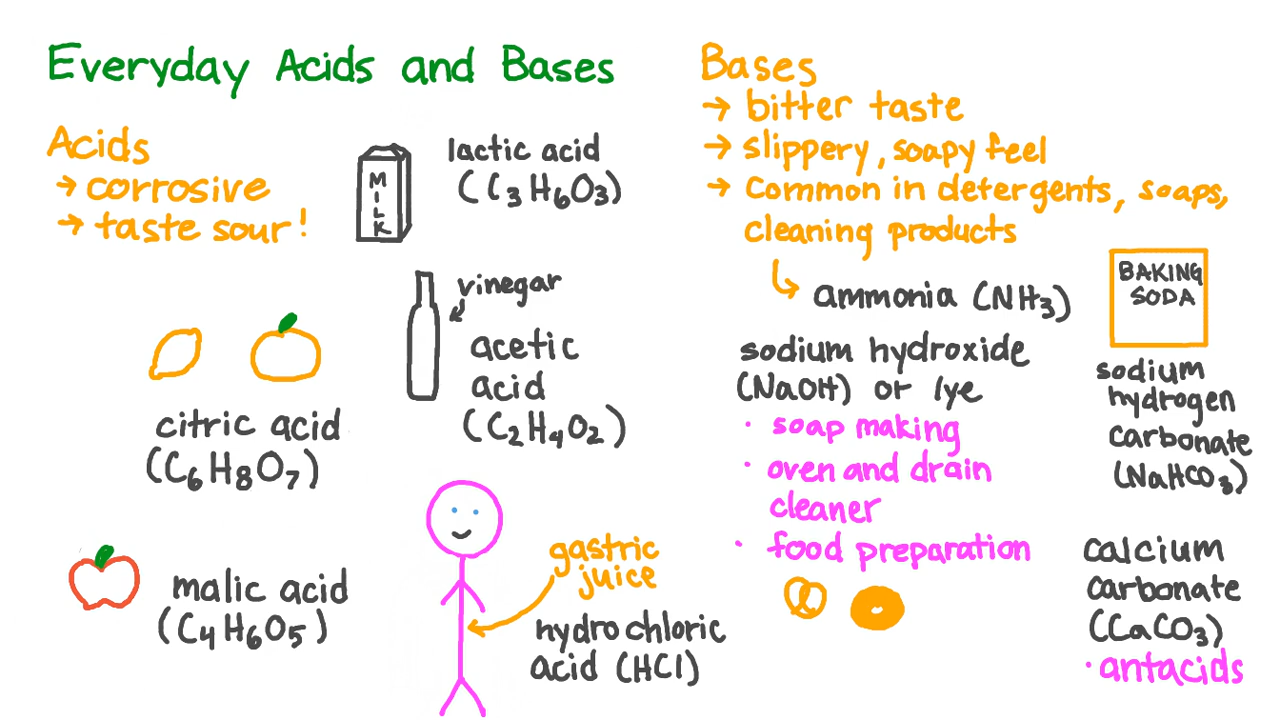 Everyday Acids and Bases
Acids
→ corrosive
→ taste sour!
MILK
lactic acid
(C₃H₆O₃)
vinegar
acetic
acid
(C₂H₄O₂)
citric acid
(C₆H₈O₇)
malic acid
(C₄H₆O₅)
gastric
juice
hydrochloric
acid (HCl)
Bases
→ bitter taste
→ slippery, soapy feel
→ Common in detergents, soaps,
cleaning products
ammonia (NH₃)
sodium hydroxide
(NaOH) or lye
· soap making
· oven and drain
cleaner
· food preparation
BAKING
SODA
sodium
hydrogen
carbonate
(NaHCO₃)
calcium
carbonate
(CaCO₃)
· antacids